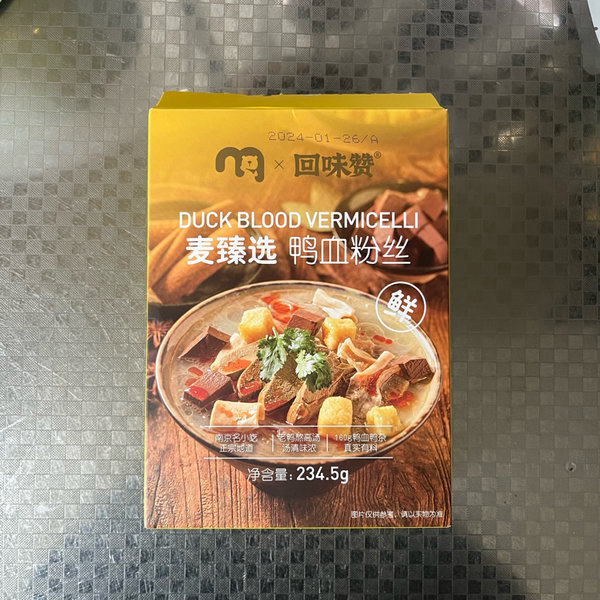 2024-01-26/A
m × 回味赞®
DUCK BLOOD VERMICELLI
麦臻选 鸭血粉丝
鲜
南京名小吃 老鸭熬高汤 160g鸭血鸭杂
正宗地道 汤清味浓 真实有料
净含量: 234.5g
图片仅供参考，请以实物为准